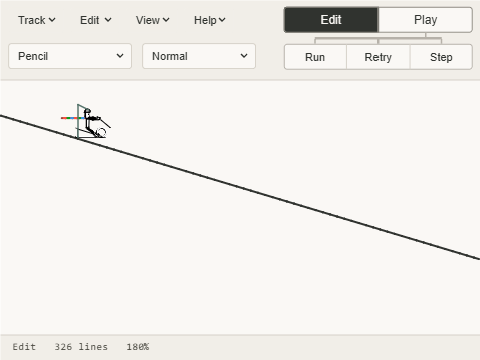 Track Edit View Help Edit Play
Pencil Normal Run Retry Step
Edit 326 lines 180%